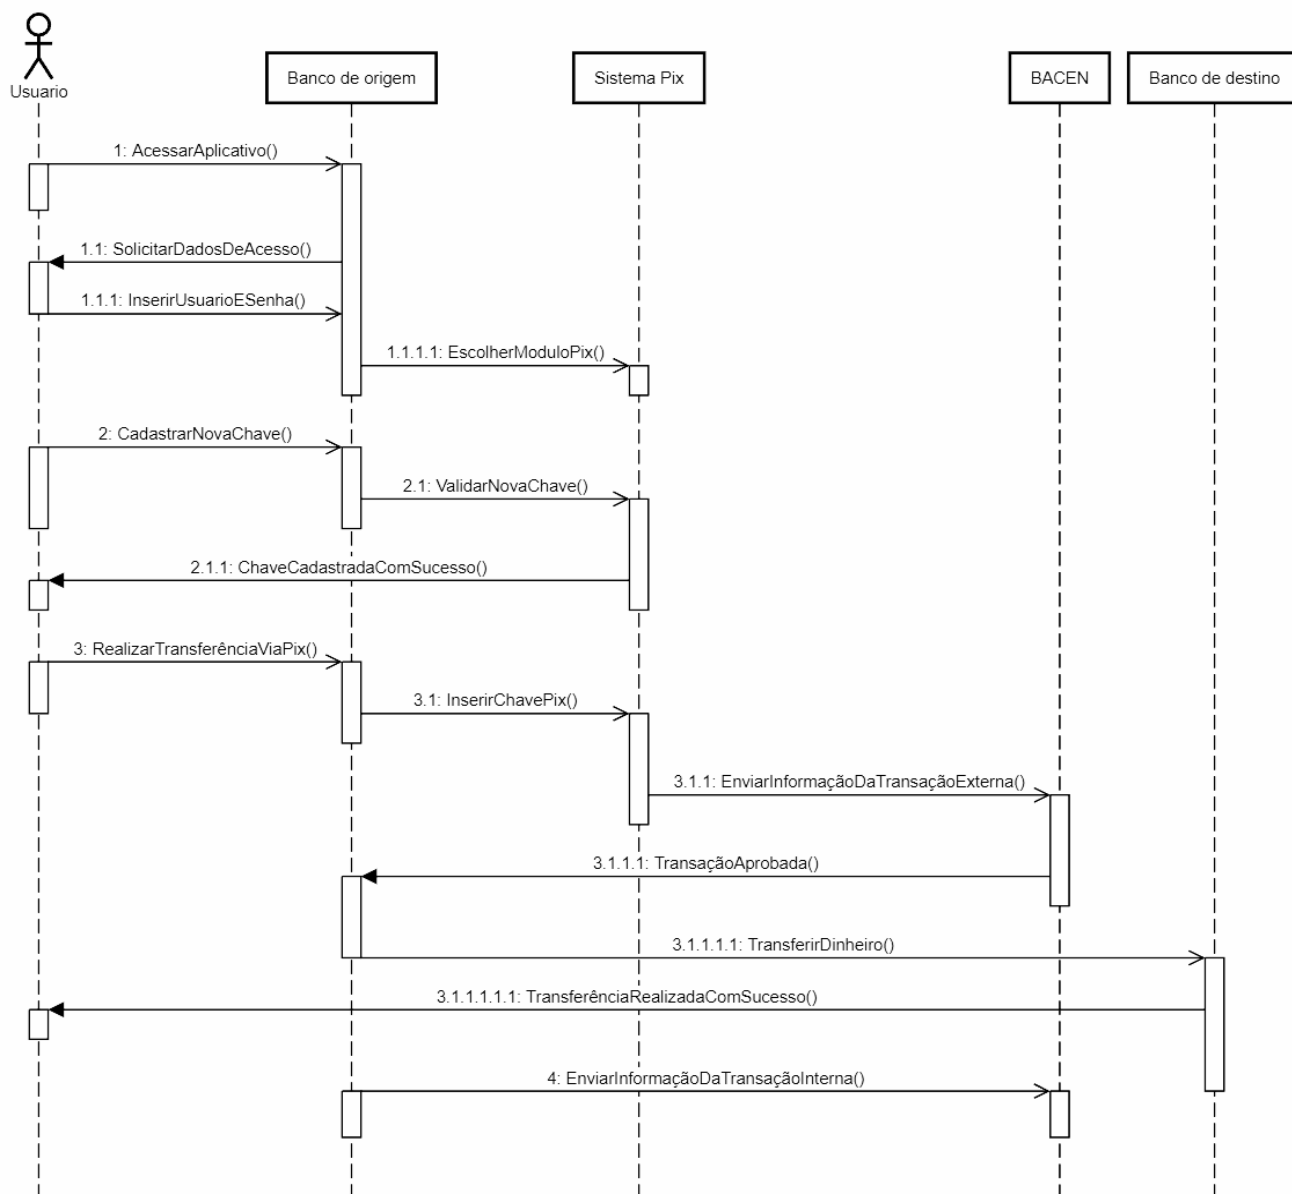 Usuario
Banco de origem
Sistema Pix
BACEN
Banco de destino
1: AcessarAplicativo()
1.1: SolicitarDadosDeAcesso()
1.1.1: InserirUsuarioESenha()
1.1.1.1: EscolherModuloPix()
2: CadastrarNovaChave()
2.1: ValidarNovaChave()
2.1.1: ChaveCadastradaComSucesso()
3: RealizarTransferênciaViaPix()
3.1: InserirChavePix()
3.1.1: EnviarInformaçãoDaTransaçãoExterna()
3.1.1.1: TransaçãoAprobada()
3.1.1.1.1: TransferirDinheiro()
3.1.1.1.1.1: TransferênciaRealizadaComSucesso()
4: EnviarInformaçãoDaTransaçãoInterna()